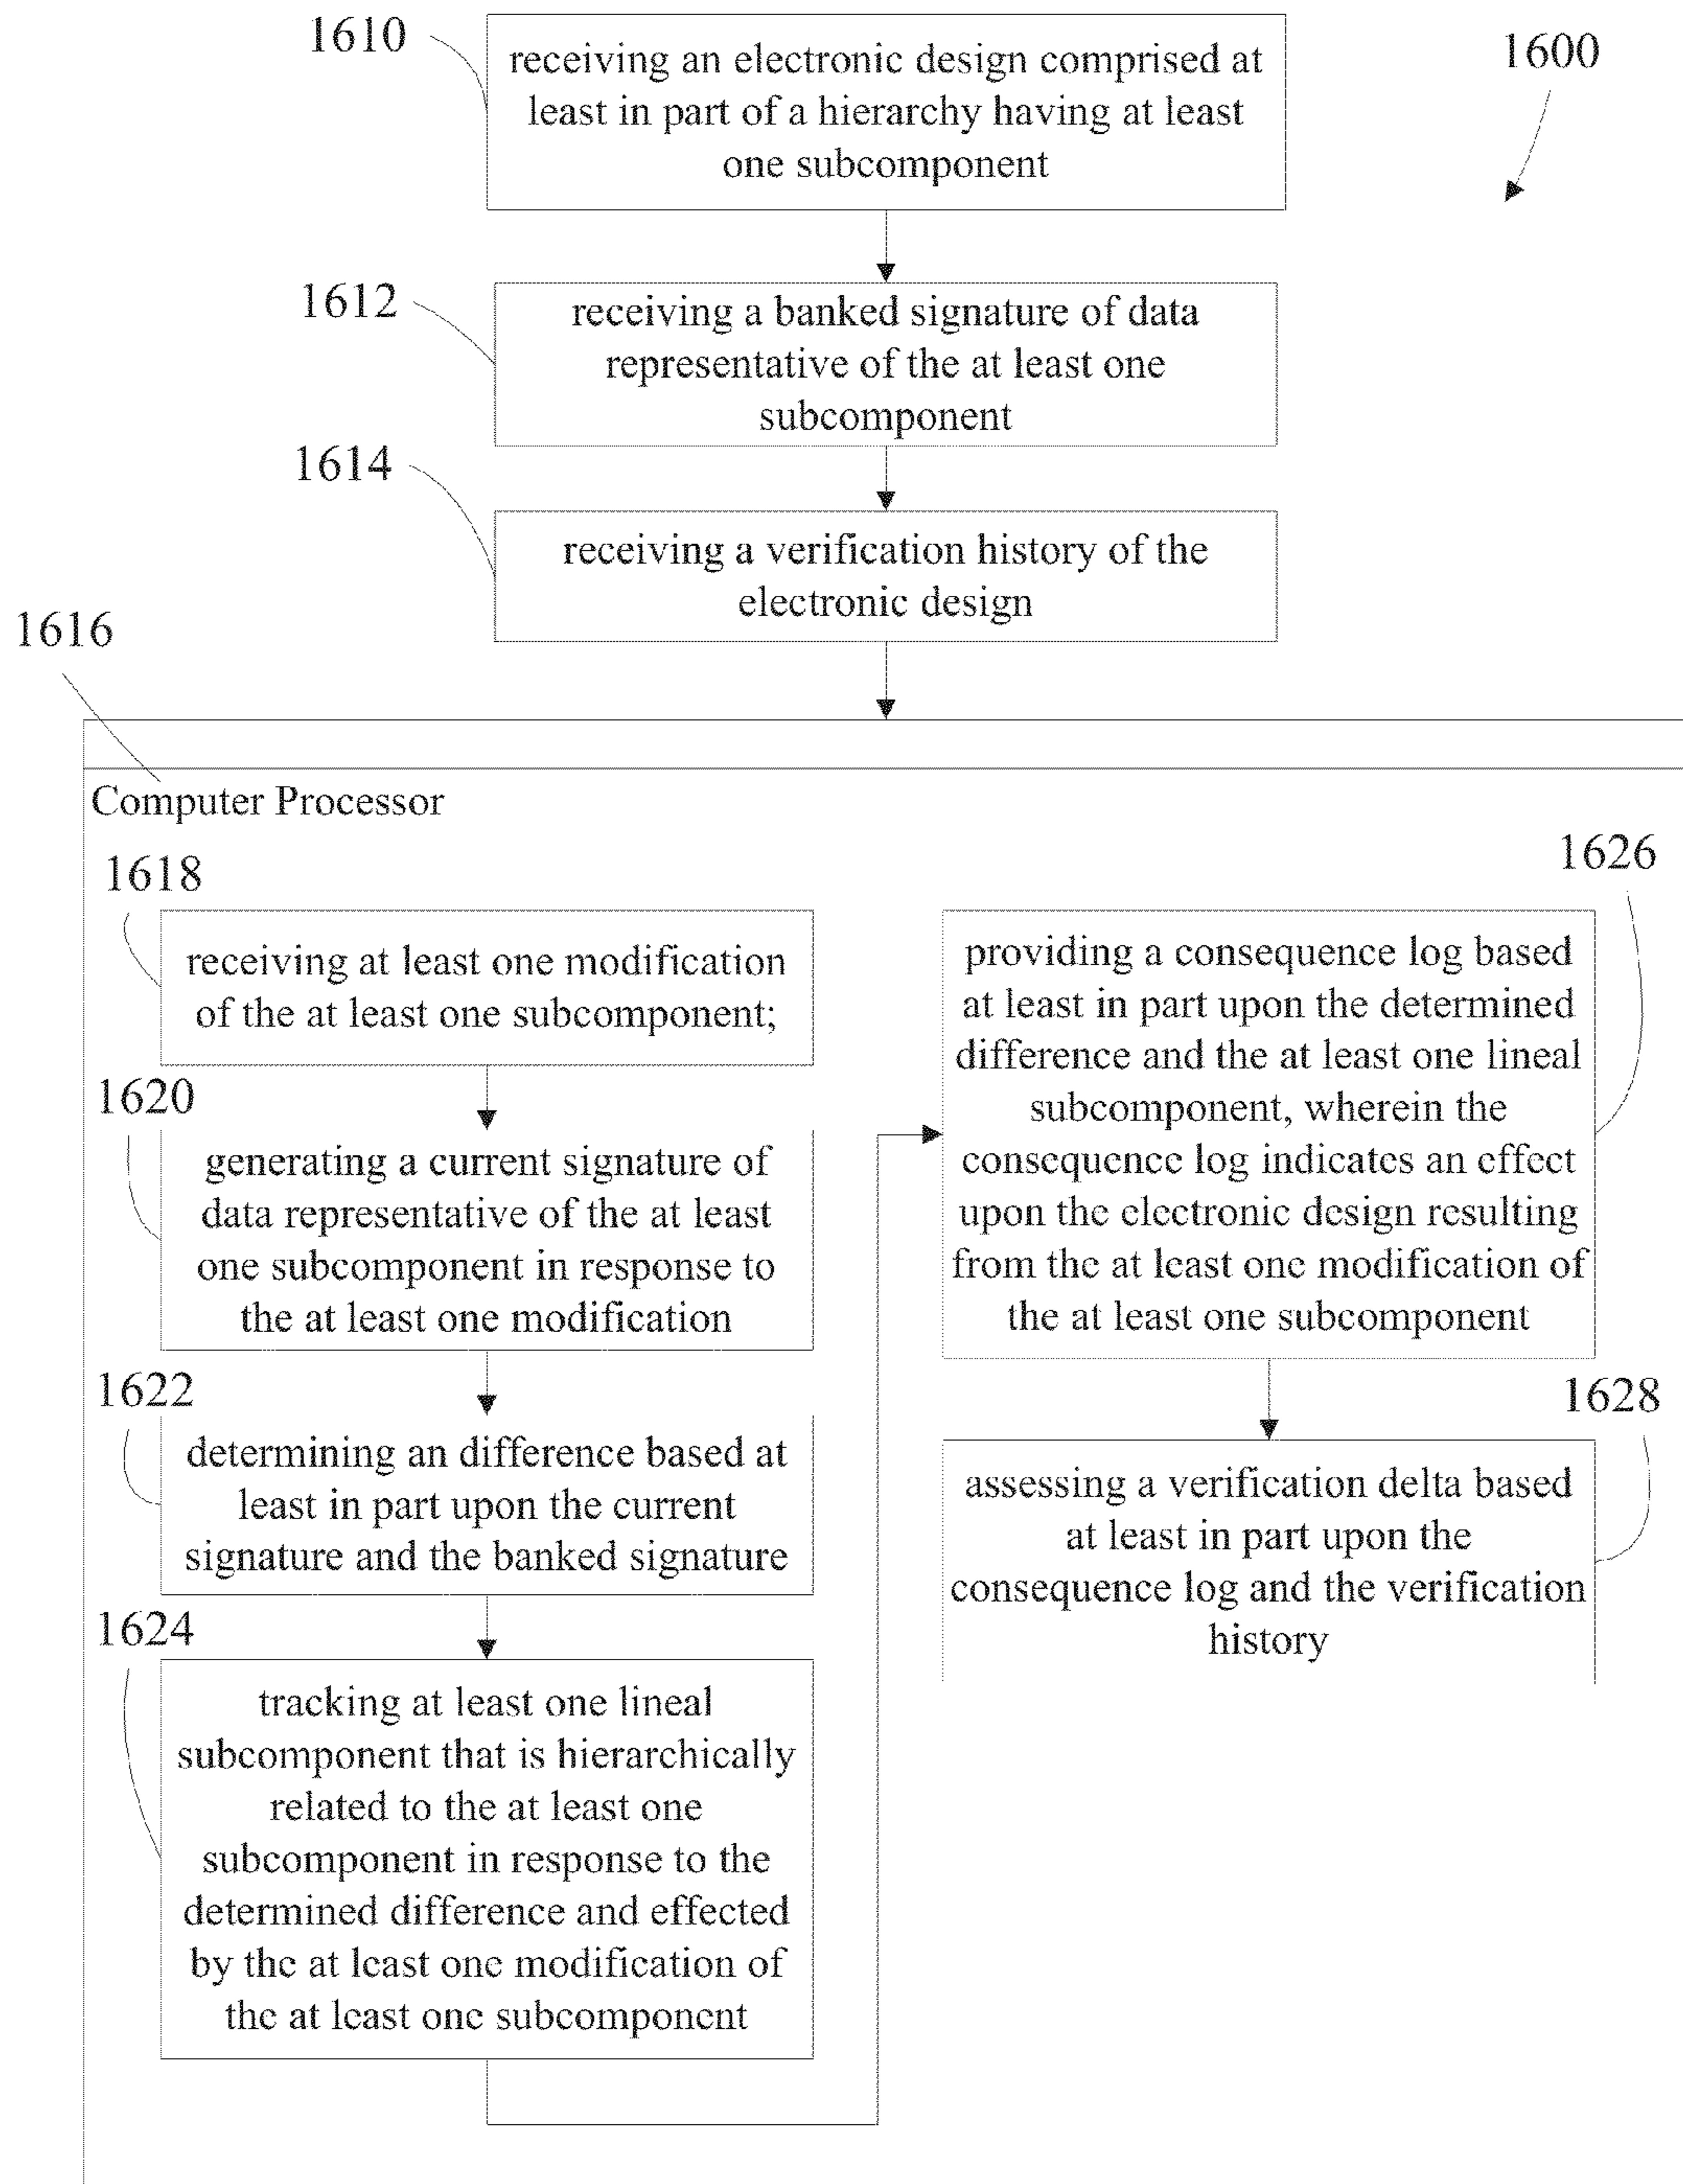 1610
receiving an electronic design comprised at
least in part of a hierarchy having at least
one subcomponent
1600
1612
receiving a banked signature of data
representative of the at least one
subcomponent
1614
receiving a verification history of the
electronic design
1616
Computer Processor
1618
receiving at least one modification
of the at least one subcomponent;
1620
generating a current signature of
data representative of the at least
one subcomponent in response to
the at least one modification
1622
determining an difference based at
least in part upon the current
signature and the banked signature
1624
tracking at least one lineal
subcomponent that is hierarchically
related to the at least one
subcomponent in response to the
determined difference and effected
by the at least one modification of
the at least one subcomponent
1626
providing a consequence log based
at least in part upon the determined
difference and the at least one lineal
subcomponent, wherein the
consequence log indicates an effect
upon the electronic design resulting
from the at least one modification of
the at least one subcomponent
1628
assessing a verification delta based
at least in part upon the
consequence log and the verification
history